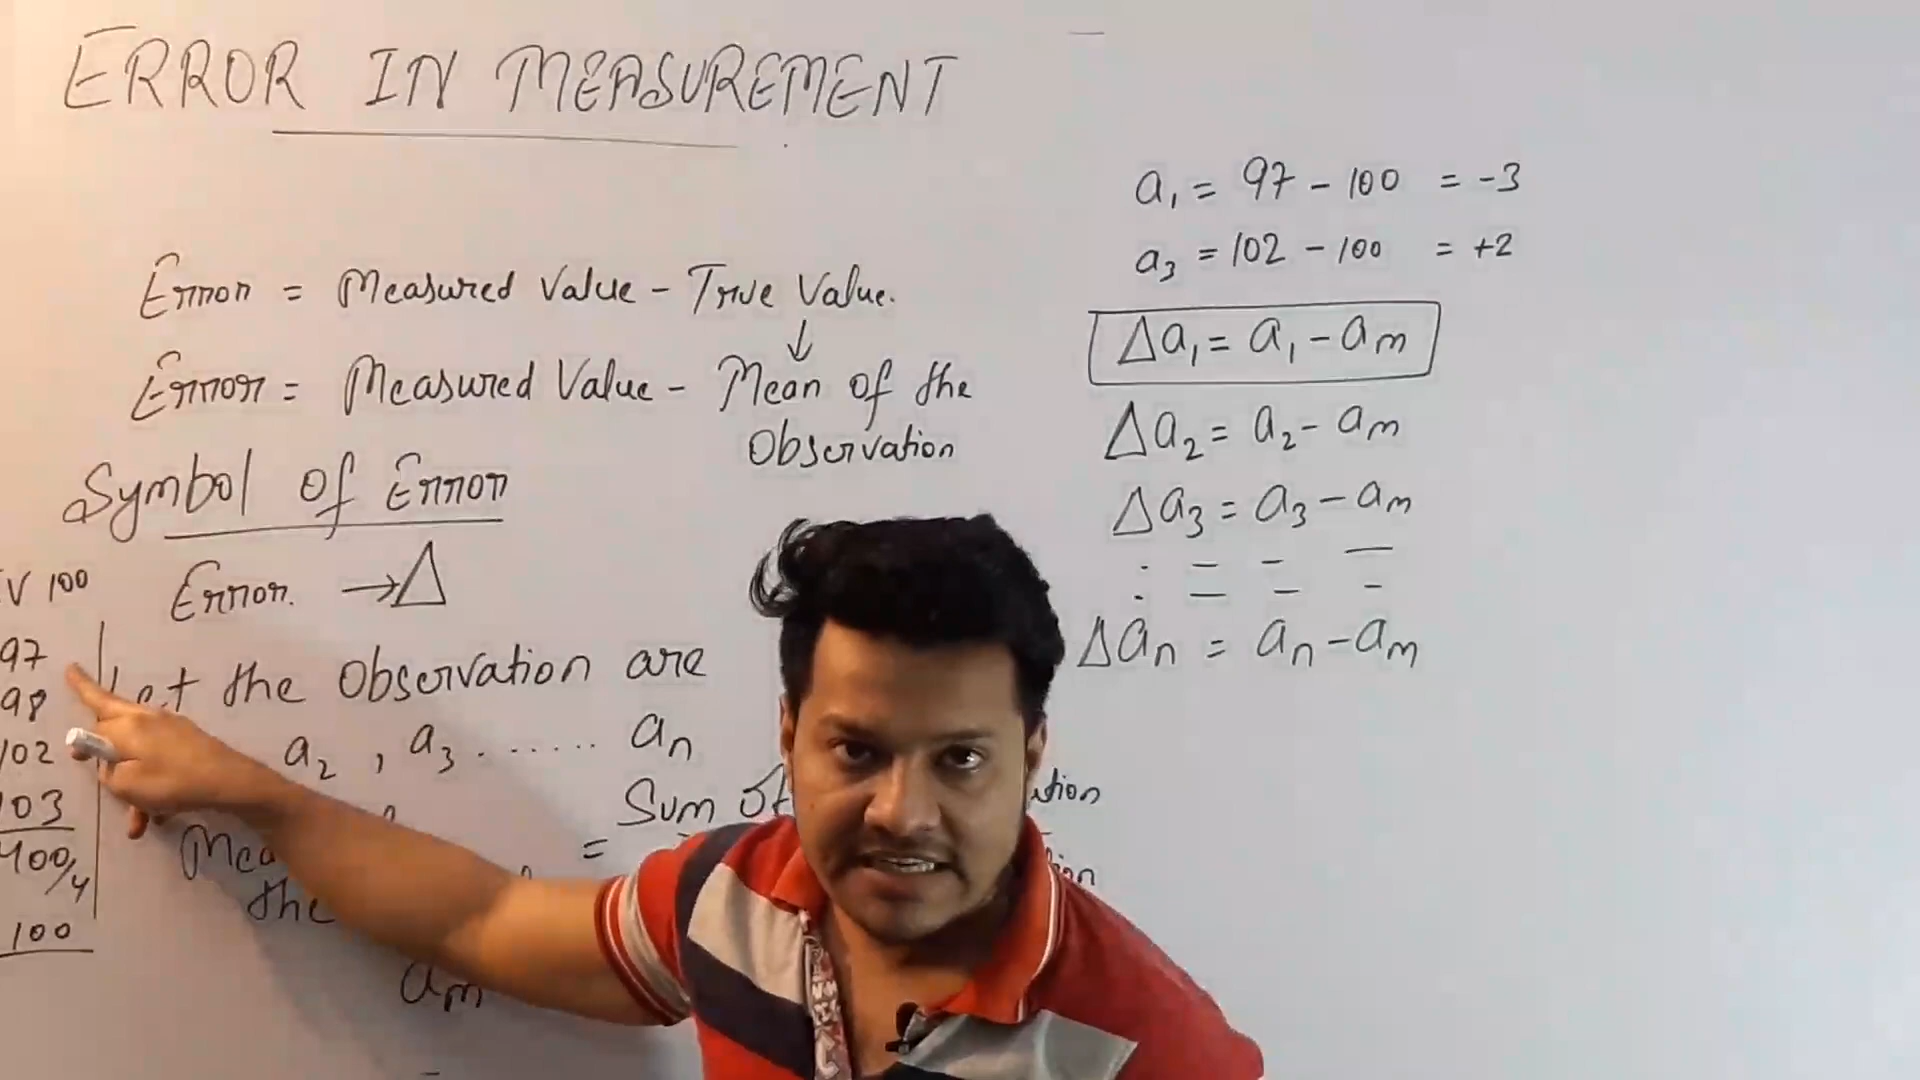 ERROR IN MEASUREMENT
Error = Measured Value - True Value.
↓
Error = Measured Value - Mean of the
Observation
Symbol of Error
Error. → Δ
V 100
97
98
102
103
400/4
100
Let the Observation are
a2 , a3 ...... an
Sum of
=
the
am
a1 = 97 - 100 = -3
a3 = 102 - 100 = +2
Δa1 = a1 - am
Δa2 = a2 - am
Δa3 = a3 - am
: = - -
Δan = an - am